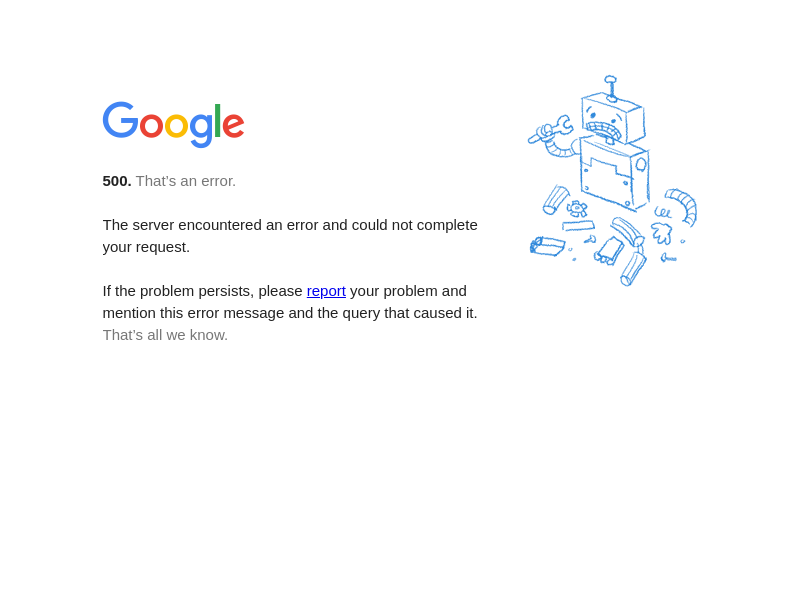 Google
500. That’s an error.
The server encountered an error and could not complete
your request.
If the problem persists, please report your problem and
mention this error message and the query that caused it.
That’s all we know.